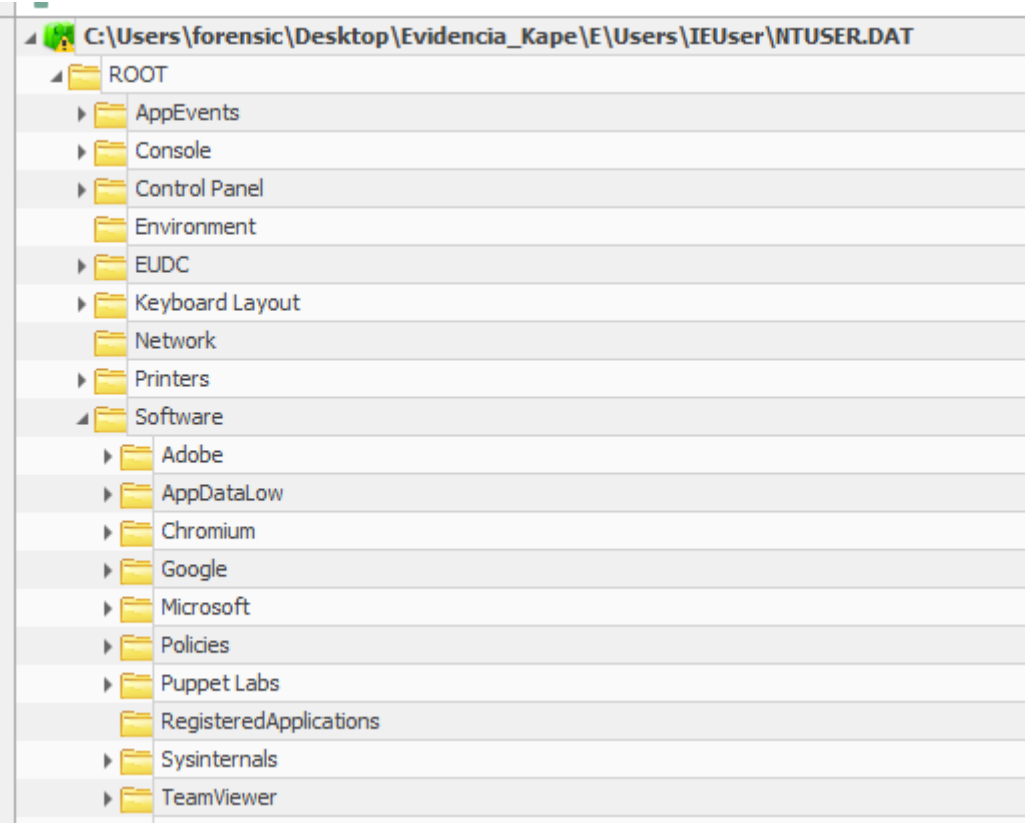 C:\Users\forensic\Desktop\Evidencia_Kape\E\Users\IEUser\NTUSER.DAT
ROOT
AppEvents
Console
Control Panel
Environment
EUDC
Keyboard Layout
Network
Printers
Software
Adobe
AppDataLow
Chromium
Google
Microsoft
Policies
Puppet Labs
RegisteredApplications
Sysinternals
TeamViewer